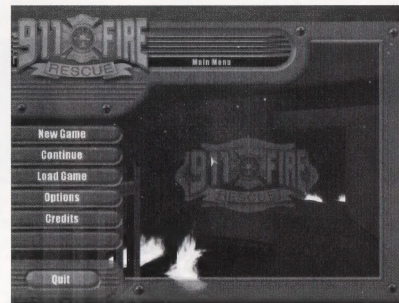 911 FIRE
RESCUE
Main Menu
New Game
Continue
Load Game
Options
Credits
Quit
911 FIRE
RESCUE